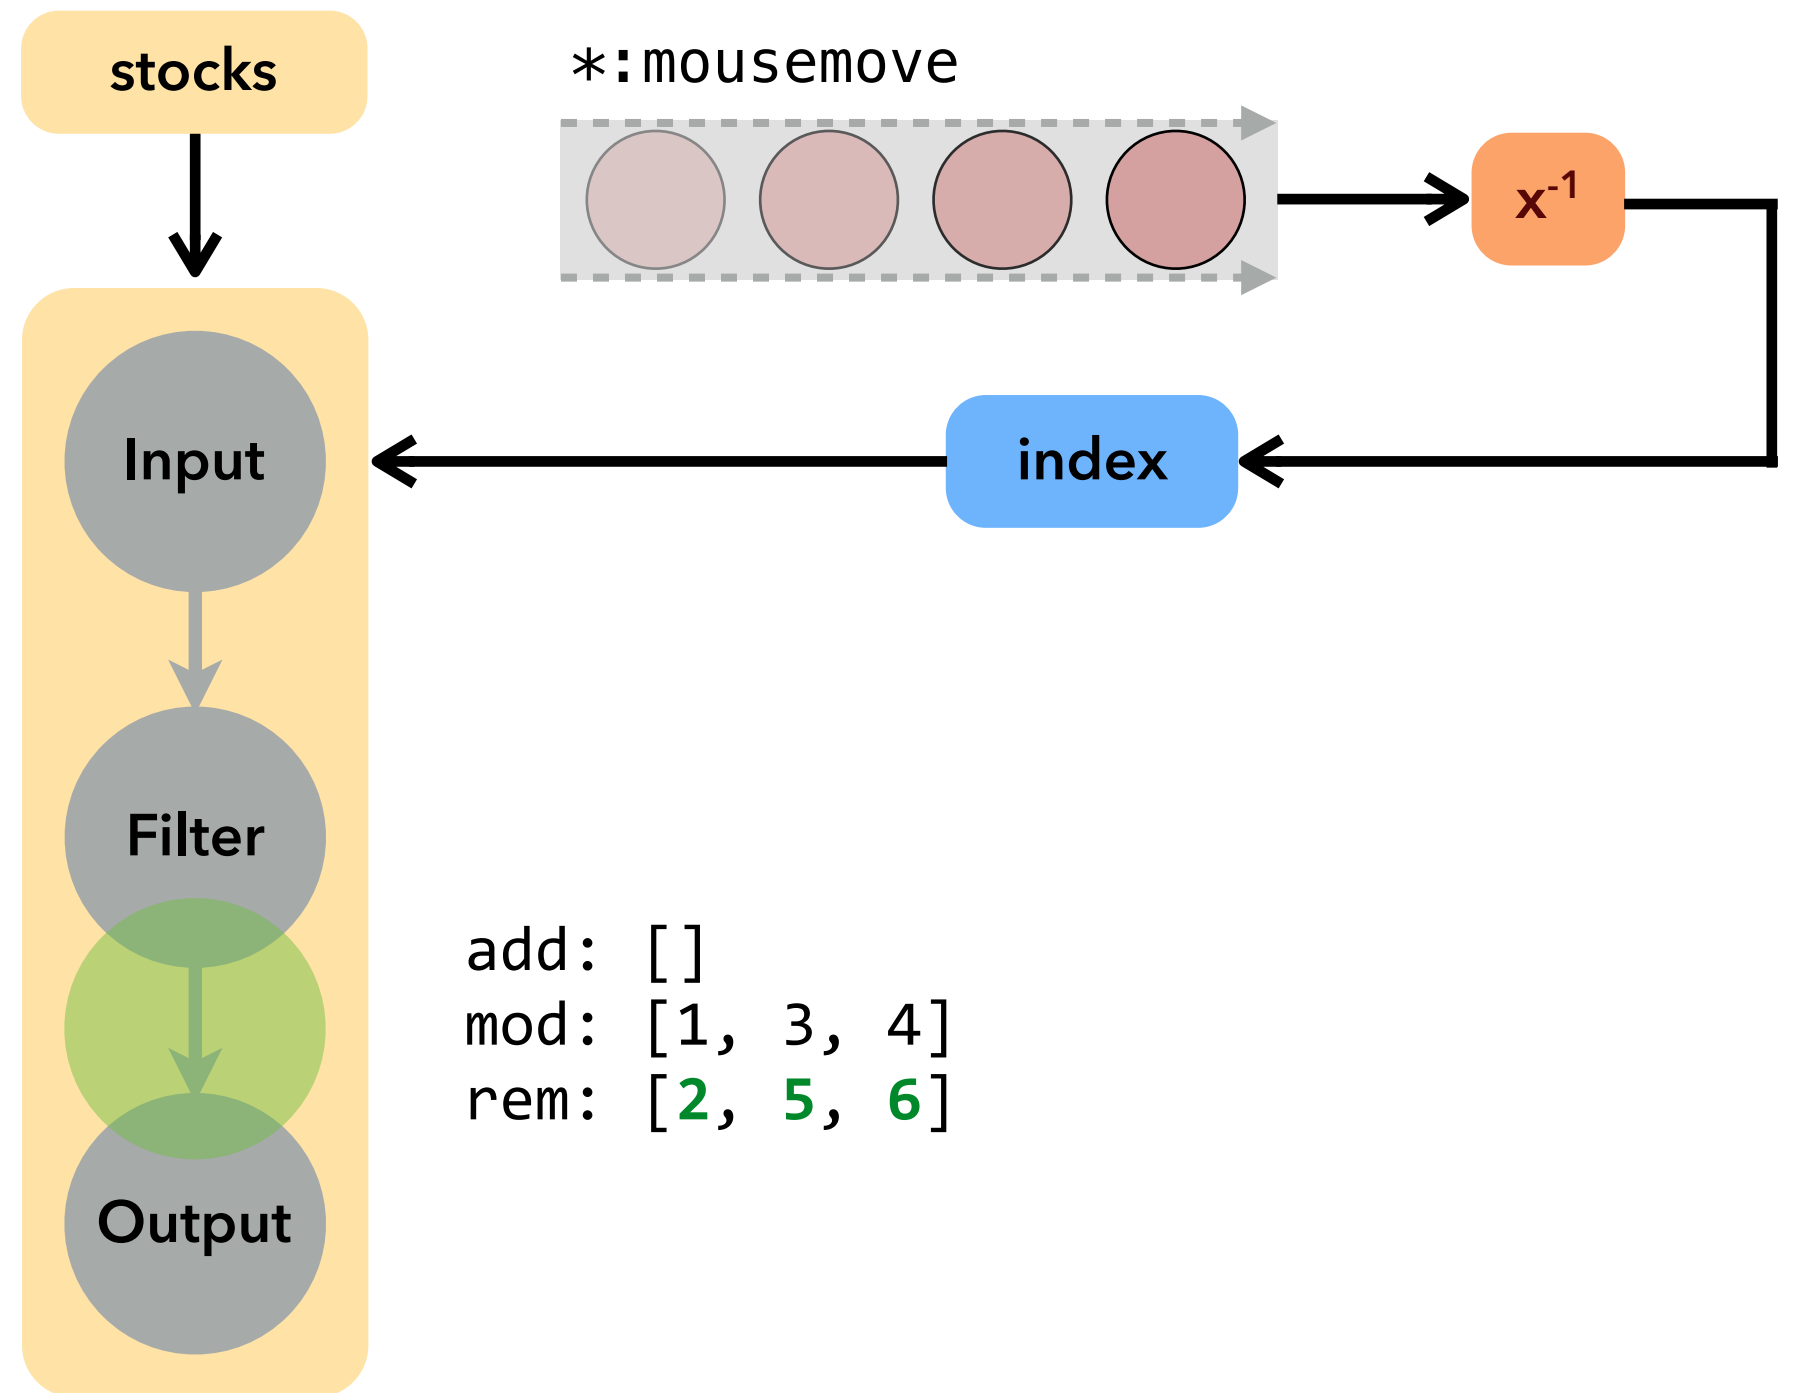 stocks
*:mousemove
x⁻¹
Input
index
Filter
add: []
mod: [1, 3, 4]
rem: [2, 5, 6]
Output